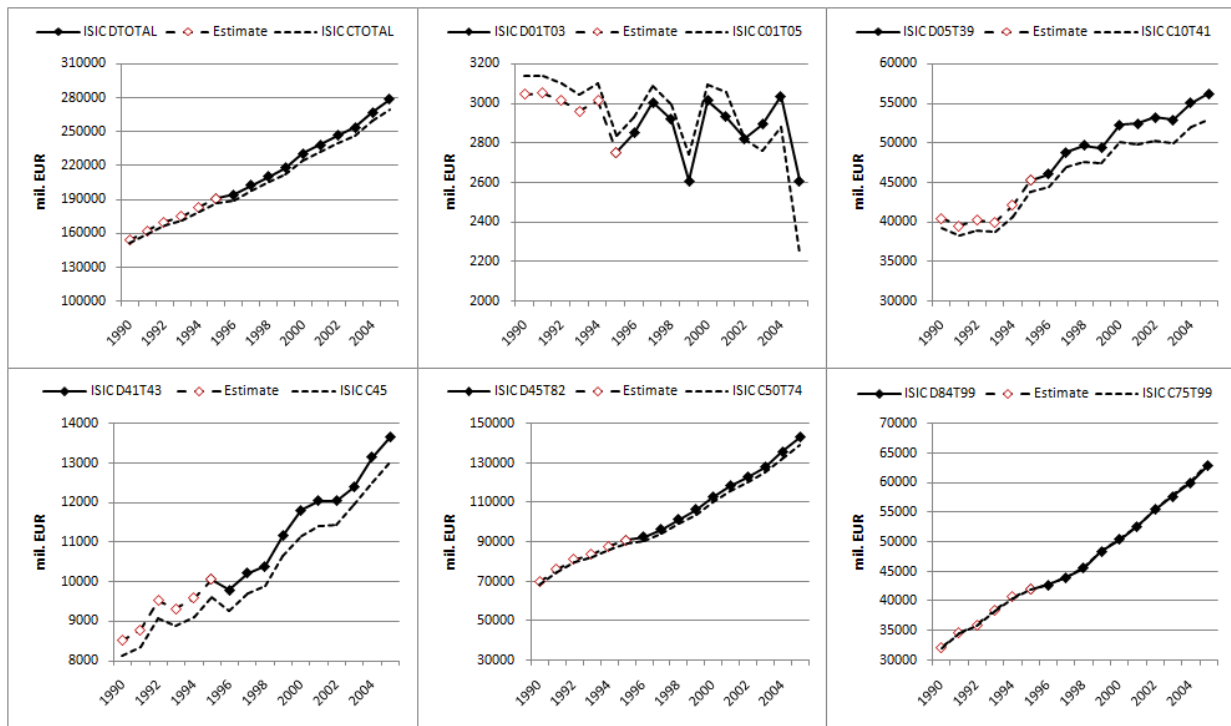 ISIC DTOTAL Estimate ISIC CTOTAL
310000
280000
250000
220000
190000
160000
130000
100000
mil. EUR
1990 1992 1994 1996 1998 2000 2002 2004
ISIC D01T03 Estimate ISIC C01T05
3200
3000
2800
2600
2400
2200
2000
mil. EUR
1990 1992 1994 1996 1998 2000 2002 2004
ISIC D05T39 Estimate ISIC C10T41
60000
55000
50000
45000
40000
35000
30000
mil. EUR
1990 1992 1994 1996 1998 2000 2002 2004
ISIC D41T43 Estimate ISIC C45
14000
13000
12000
11000
10000
9000
8000
mil. EUR
1990 1992 1994 1996 1998 2000 2002 2004
ISIC D45T82 Estimate ISIC C50T74
150000
130000
110000
90000
70000
50000
30000
mil. EUR
1990 1992 1994 1996 1998 2000 2002 2004
ISIC D84T99 Estimate ISIC C75T99
70000
65000
60000
55000
50000
45000
40000
35000
30000
mil. EUR
1990 1992 1994 1996 1998 2000 2002 2004